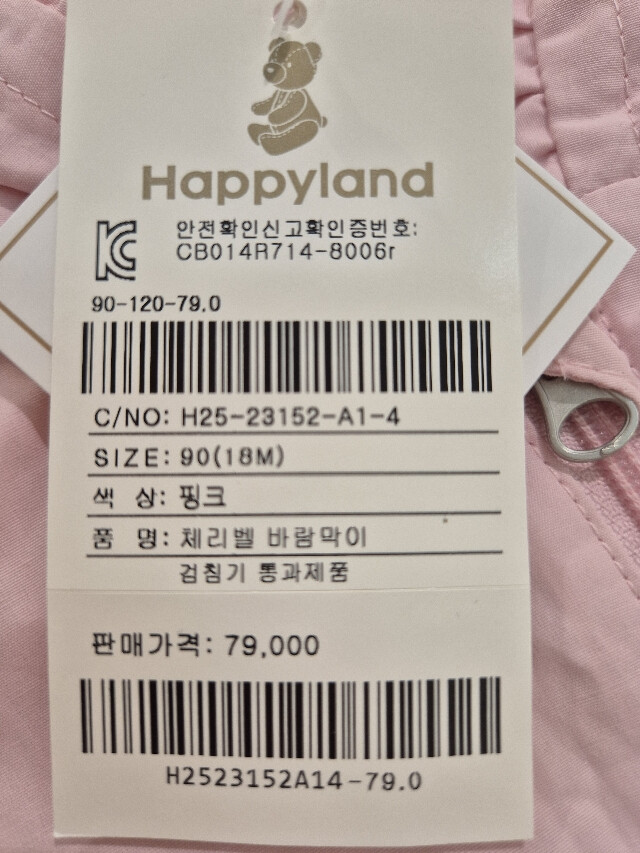 Happyland
안전확인신고확인증번호:
CB014R714-8006r
90-120-79.0
C/NO: H25-23152-A1-4
SIZE: 90(18M)
색 상: 핑크
품 명: 체리벨 바람막이
검침기 통과제품
판매가격: 79,000
H2523152A14-79.0